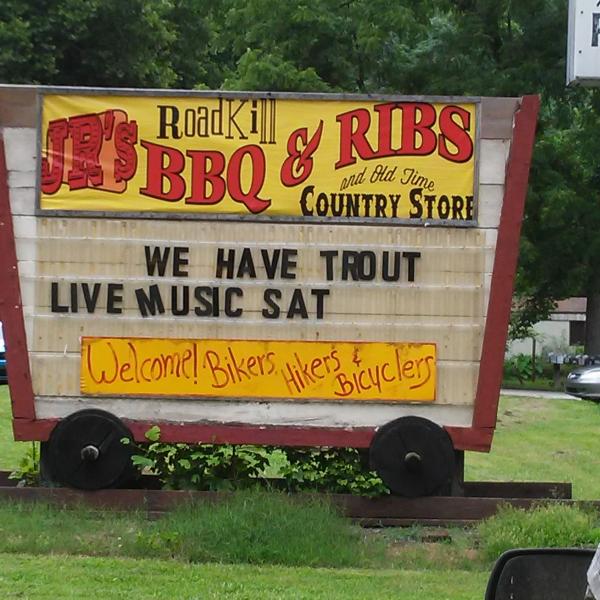 JR's RoadKill
BBQ & RIBS
and Old Time
COUNTRY STORE
WE HAVE TROUT
LIVE MUSIC SAT
Welcome! Bikers, Hikers & Bicyclers